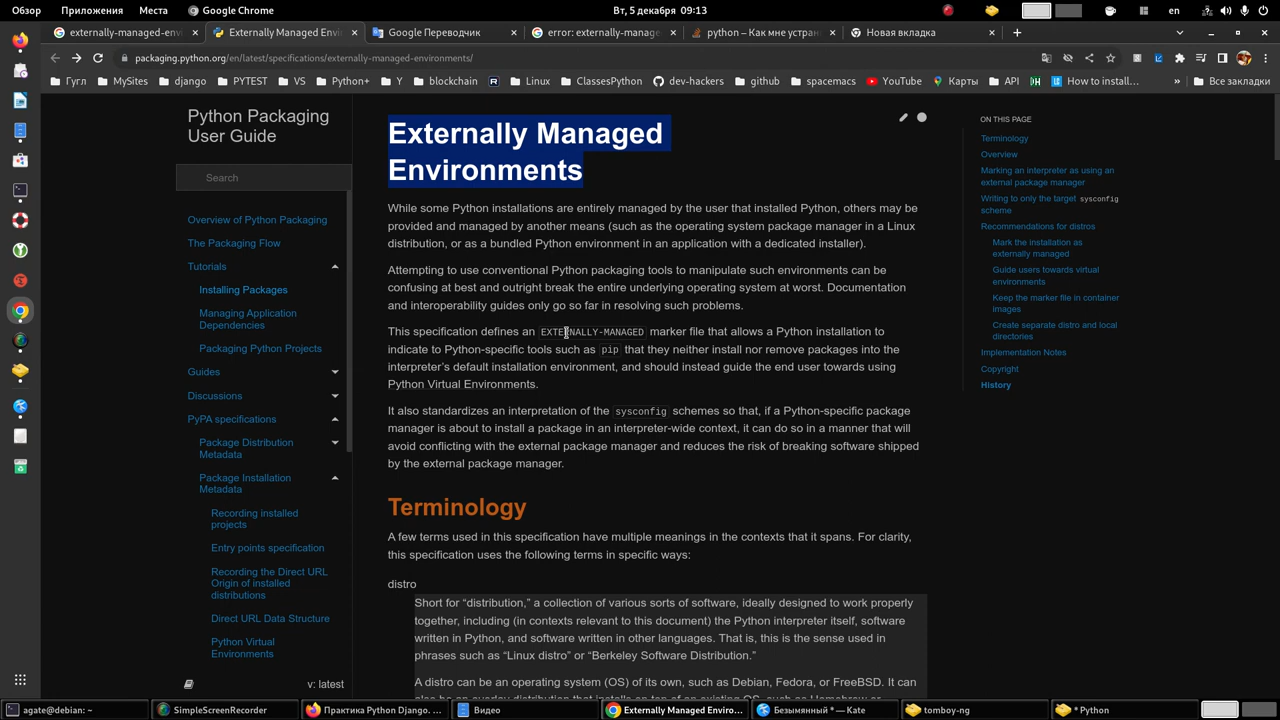 Обзор
Приложения
Места
Google Chrome
Вт, 5 декабря 09:13
en
externally-managed-envi
Externally Managed Envi
Google Переводчик
error: externally-manage
python – Как мне устран
Новая вкладка
packaging.python.org/en/latest/specifications/externally-managed-environments/
Гугл
MySites
django
PYTEST
VS
Python+
Y
blockchain
Linux
ClassesPython
dev-hackers
github
spacemacs
YouTube
Карты
API
How to install...
»
Все закладки
Python Packaging
User Guide
Search
Overview of Python Packaging
The Packaging Flow
Tutorials
Installing Packages
Managing Application
Dependencies
Packaging Python Projects
Guides
Discussions
PyPA specifications
Package Distribution
Metadata
Package Installation
Metadata
Recording installed
projects
Entry points specification
Recording the Direct URL
Origin of installed
distributions
Direct URL Data Structure
Python Virtual
Environments
v: latest
Externally Managed
Environments
While some Python installations are entirely managed by the user that installed Python, others may be
provided and managed by another means (such as the operating system package manager in a Linux
distribution, or as a bundled Python environment in an application with a dedicated installer).
Attempting to use conventional Python packaging tools to manipulate such environments can be
confusing at best and outright break the entire underlying operating system at worst. Documentation
and interoperability guides only go so far in resolving such problems.
This specification defines an EXTERNALLY-MANAGED marker file that allows a Python installation to
indicate to Python-specific tools such as pip that they neither install nor remove packages into the
interpreter’s default installation environment, and should instead guide the end user towards using
Python Virtual Environments.
It also standardizes an interpretation of the sysconfig schemes so that, if a Python-specific package
manager is about to install a package in an interpreter-wide context, it can do so in a manner that will
avoid conflicting with the external package manager and reduces the risk of breaking software shipped
by the external package manager.
Terminology
A few terms used in this specification have multiple meanings in the contexts that it spans. For clarity,
this specification uses the following terms in specific ways:
distro
Short for “distribution,” a collection of various sorts of software, ideally designed to work properly
together, including (in contexts relevant to this document) the Python interpreter itself, software
written in Python, and software written in other languages. That is, this is the sense used in
phrases such as “Linux distro” or “Berkeley Software Distribution.”
A distro can be an operating system (OS) of its own, such as Debian, Fedora, or FreeBSD. It can
also be an overlay distribution that installs on top of an existing OS, such as Homebrew or
ON THIS PAGE
Terminology
Overview
Marking an interpreter as using an
external package manager
Writing to only the target sysconfig
scheme
Recommendations for distros
Mark the installation as
externally managed
Guide users towards virtual
environments
Keep the marker file in container
images
Create separate distro and local
directories
Implementation Notes
Copyright
History
agate@debian: ~
SimpleScreenRecorder
Практика Python Django. ...
Видео
Externally Managed Enviro...
Безымянный * — Kate
tomboy-ng
* Python